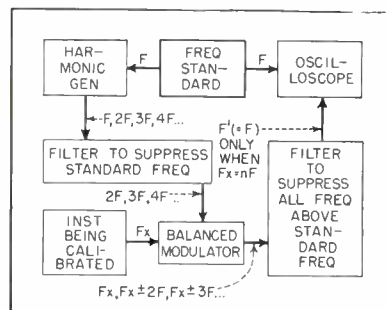 HAR-
MONIC
GEN
F
FREQ
STAN-
DARD
F
OSCIL-
LOSCOPE
F,2F,3F,4F...
F'(=F)
ONLY
WHEN
Fx=nF
FILTER TO SUPPRESS
STANDARD FREQ
2F,3F,4F...
FILTER
TO
SUPPRESS
ALL FREQ
ABOVE
STAN-
DARD
FREQ
INST
BEING
CALI-
BRATED
Fx
BALANCED
MODULATOR
Fx,Fx±2F,Fx±3F...